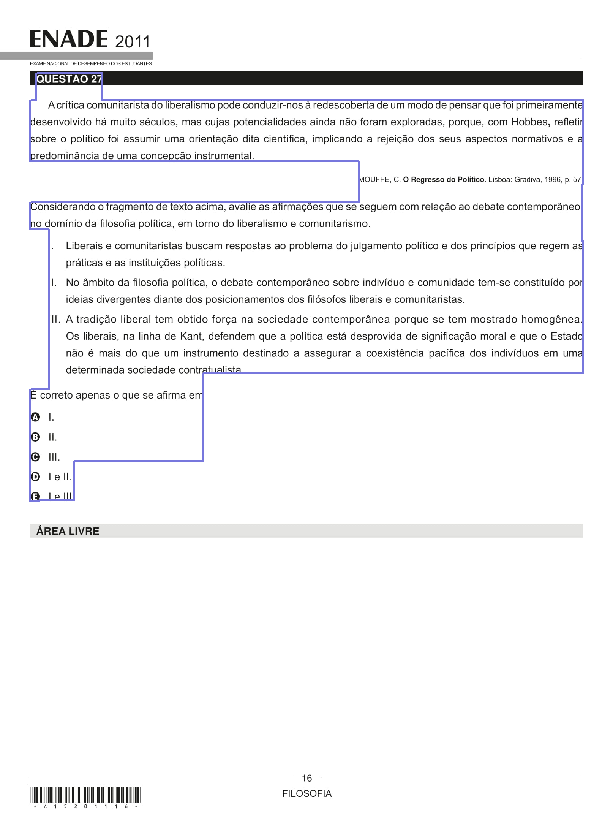 ENADE 2011
EXAME NACIONAL DE DESEMPENHO DOS ESTUDANTES
QUESTÃO 27
A crítica comunitarista do liberalismo pode conduzir-nos à redescoberta de um modo de pensar que foi primeiramente
desenvolvido há muito séculos, mas cujas potencialidades ainda não foram exploradas, porque, com Hobbes, refletir
sobre o político foi assumir uma orientação dita científica, implicando a rejeição dos seus aspectos normativos e a
predominância de uma concepção instrumental.
MOUFFE, C. O Regresso do Político. Lisboa: Gradiva, 1996, p. 57.
Considerando o fragmento de texto acima, avalie as afirmações que se seguem com relação ao debate contemporâneo,
no domínio da filosofia política, em torno do liberalismo e comunitarismo.
I. Liberais e comunitaristas buscam respostas ao problema do julgamento político e dos princípios que regem as
práticas e as instituições políticas.
II. No âmbito da filosofia política, o debate contemporâneo sobre indivíduo e comunidade tem-se constituído por
ideias divergentes diante dos posicionamentos dos filósofos liberais e comunitaristas.
III. A tradição liberal tem obtido força na sociedade contemporânea porque se tem mostrado homogênea.
Os liberais, na linha de Kant, defendem que a política está desprovida de significação moral e que o Estado
não é mais do que um instrumento destinado a assegurar a coexistência pacífica dos indivíduos em uma
determinada sociedade contratualista.
É correto apenas o que se afirma em
A I.
B II.
C III.
D I e II.
E I e III.
ÁREA LIVRE
16
FILOSOFIA